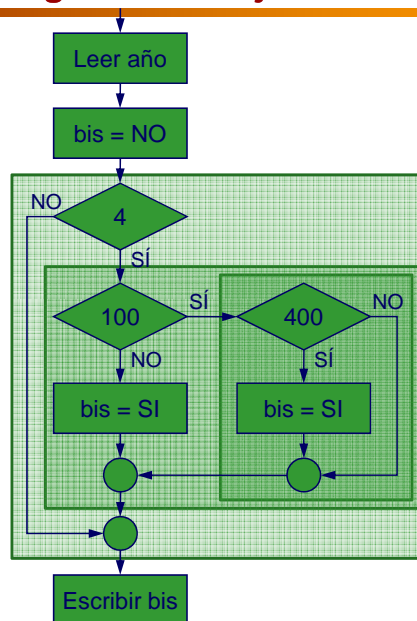 Leer año
bis = NO
NO
4
SÍ
100
SÍ
400
NO
NO
SÍ
bis = SI
bis = SI
Escribir bis